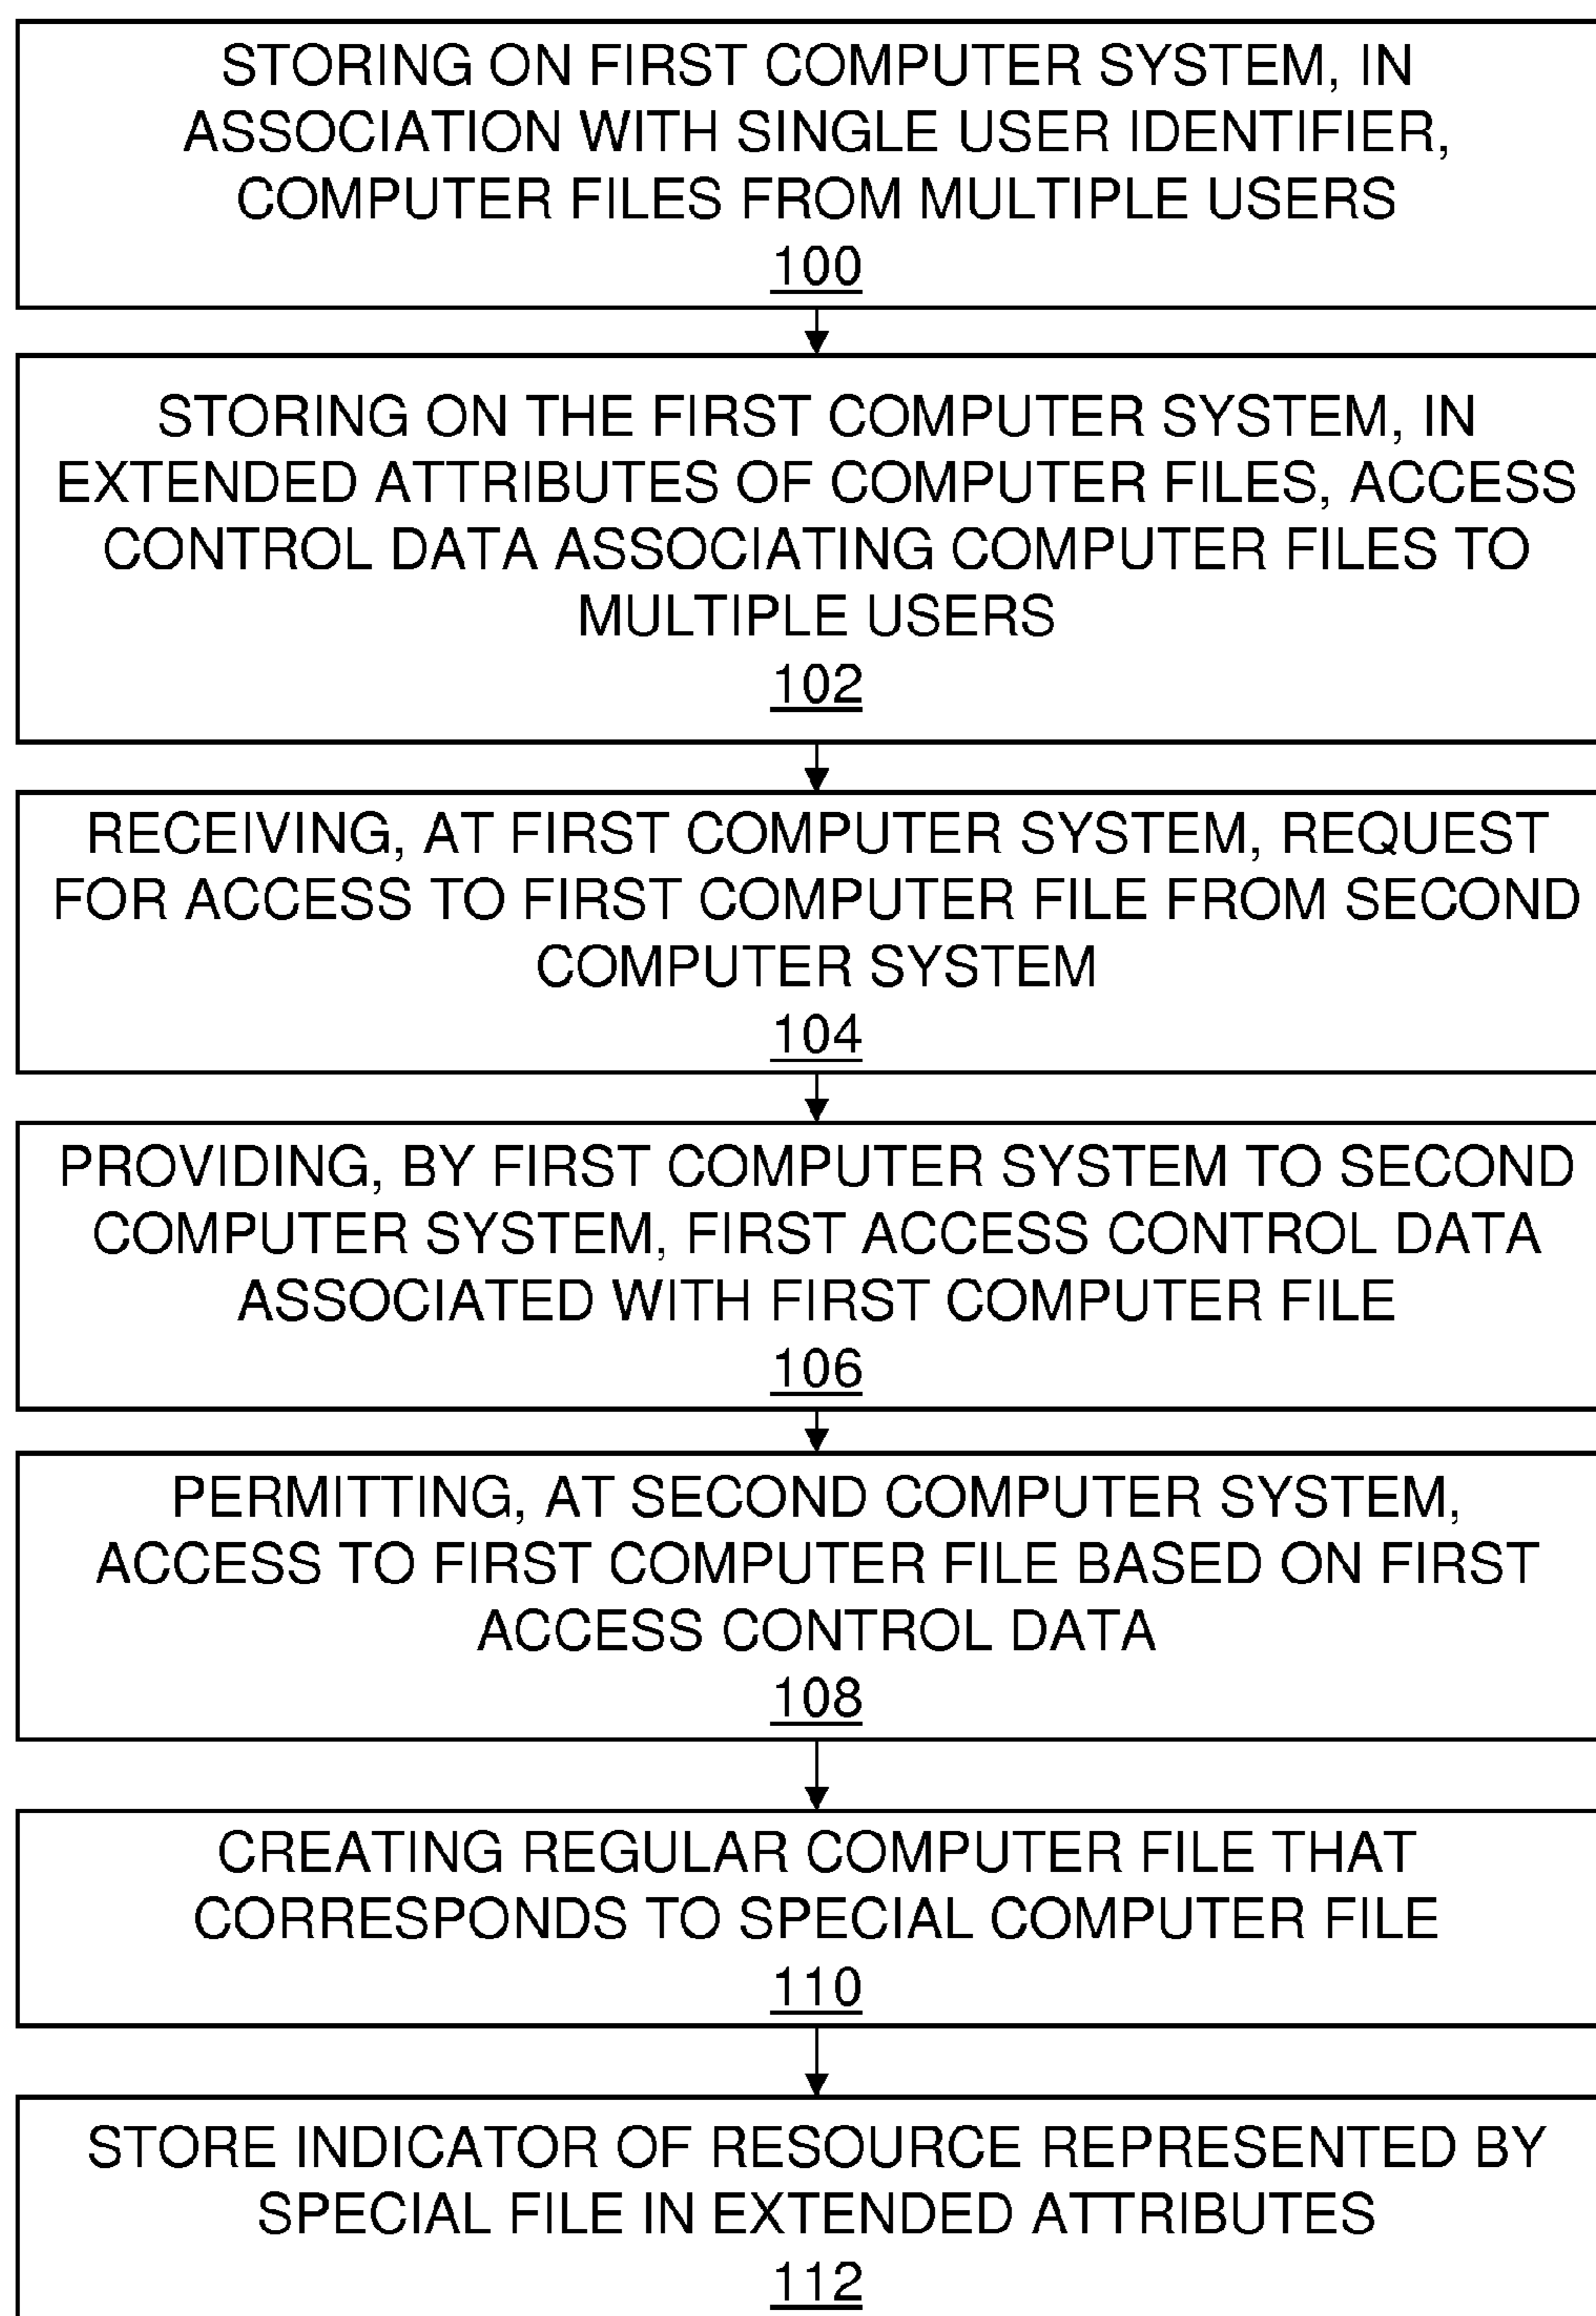 STORING ON FIRST COMPUTER SYSTEM, IN
ASSOCIATION WITH SINGLE USER IDENTIFIER,
COMPUTER FILES FROM MULTIPLE USERS
100
STORING ON THE FIRST COMPUTER SYSTEM, IN
EXTENDED ATTRIBUTES OF COMPUTER FILES, ACCESS
CONTROL DATA ASSOCIATING COMPUTER FILES TO
MULTIPLE USERS
102
RECEIVING, AT FIRST COMPUTER SYSTEM, REQUEST
FOR ACCESS TO FIRST COMPUTER FILE FROM SECOND
COMPUTER SYSTEM
104
PROVIDING, BY FIRST COMPUTER SYSTEM TO SECOND
COMPUTER SYSTEM, FIRST ACCESS CONTROL DATA
ASSOCIATED WITH FIRST COMPUTER FILE
106
PERMITTING, AT SECOND COMPUTER SYSTEM,
ACCESS TO FIRST COMPUTER FILE BASED ON FIRST
ACCESS CONTROL DATA
108
CREATING REGULAR COMPUTER FILE THAT
CORRESPONDS TO SPECIAL COMPUTER FILE
110
STORE INDICATOR OF RESOURCE REPRESENTED BY
SPECIAL FILE IN EXTENDED ATTRIBUTES
112